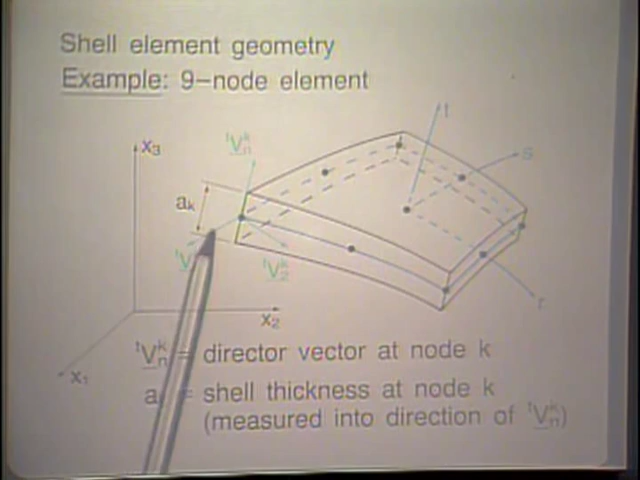 Shell element geometry
Example: 9-node element
t
x₃
ᵗVₙᵏ
s
aₖ
ᵗV
ᵗV₂ᵏ
r
x₂
ᵗVₙᵏ = director vector at node k
x₁
a = shell thickness at node k
(measured into direction of ᵗVₙᵏ)